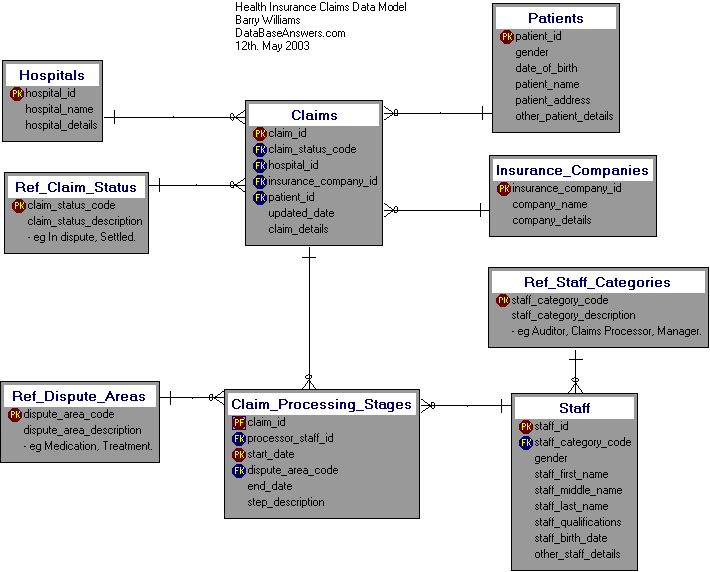 Health Insurance Claims Data Model
Barry Williams
DataBaseAnswers.com
12th. May 2003
Patients
PK patient_id
gender
date_of_birth
patient_name
patient_address
other_patient_details
Hospitals
PK hospital_id
hospital_name
hospital_details
Claims
PK claim_id
FK claim_status_code
FK hospital_id
FK insurance_company_id
FK patient_id
updated_date
claim_details
Ref_Claim_Status
PK claim_status_code
claim_status_description
- eg In dispute, Settled.
Insurance_Companies
PK insurance_company_id
company_name
company_details
Ref_Staff_Categories
PK staff_category_code
staff_category_description
- eg Auditor, Claims Processor, Manager.
Ref_Dispute_Areas
PK dispute_area_code
dispute_area_description
- eg Medication, Treatment.
Claim_Processing_Stages
PF claim_id
FK processor_staff_id
PK start_date
FK dispute_area_code
end_date
step_description
Staff
PK staff_id
FK staff_category_code
gender
staff_first_name
staff_middle_name
staff_last_name
staff_qualifications
staff_birth_date
other_staff_details